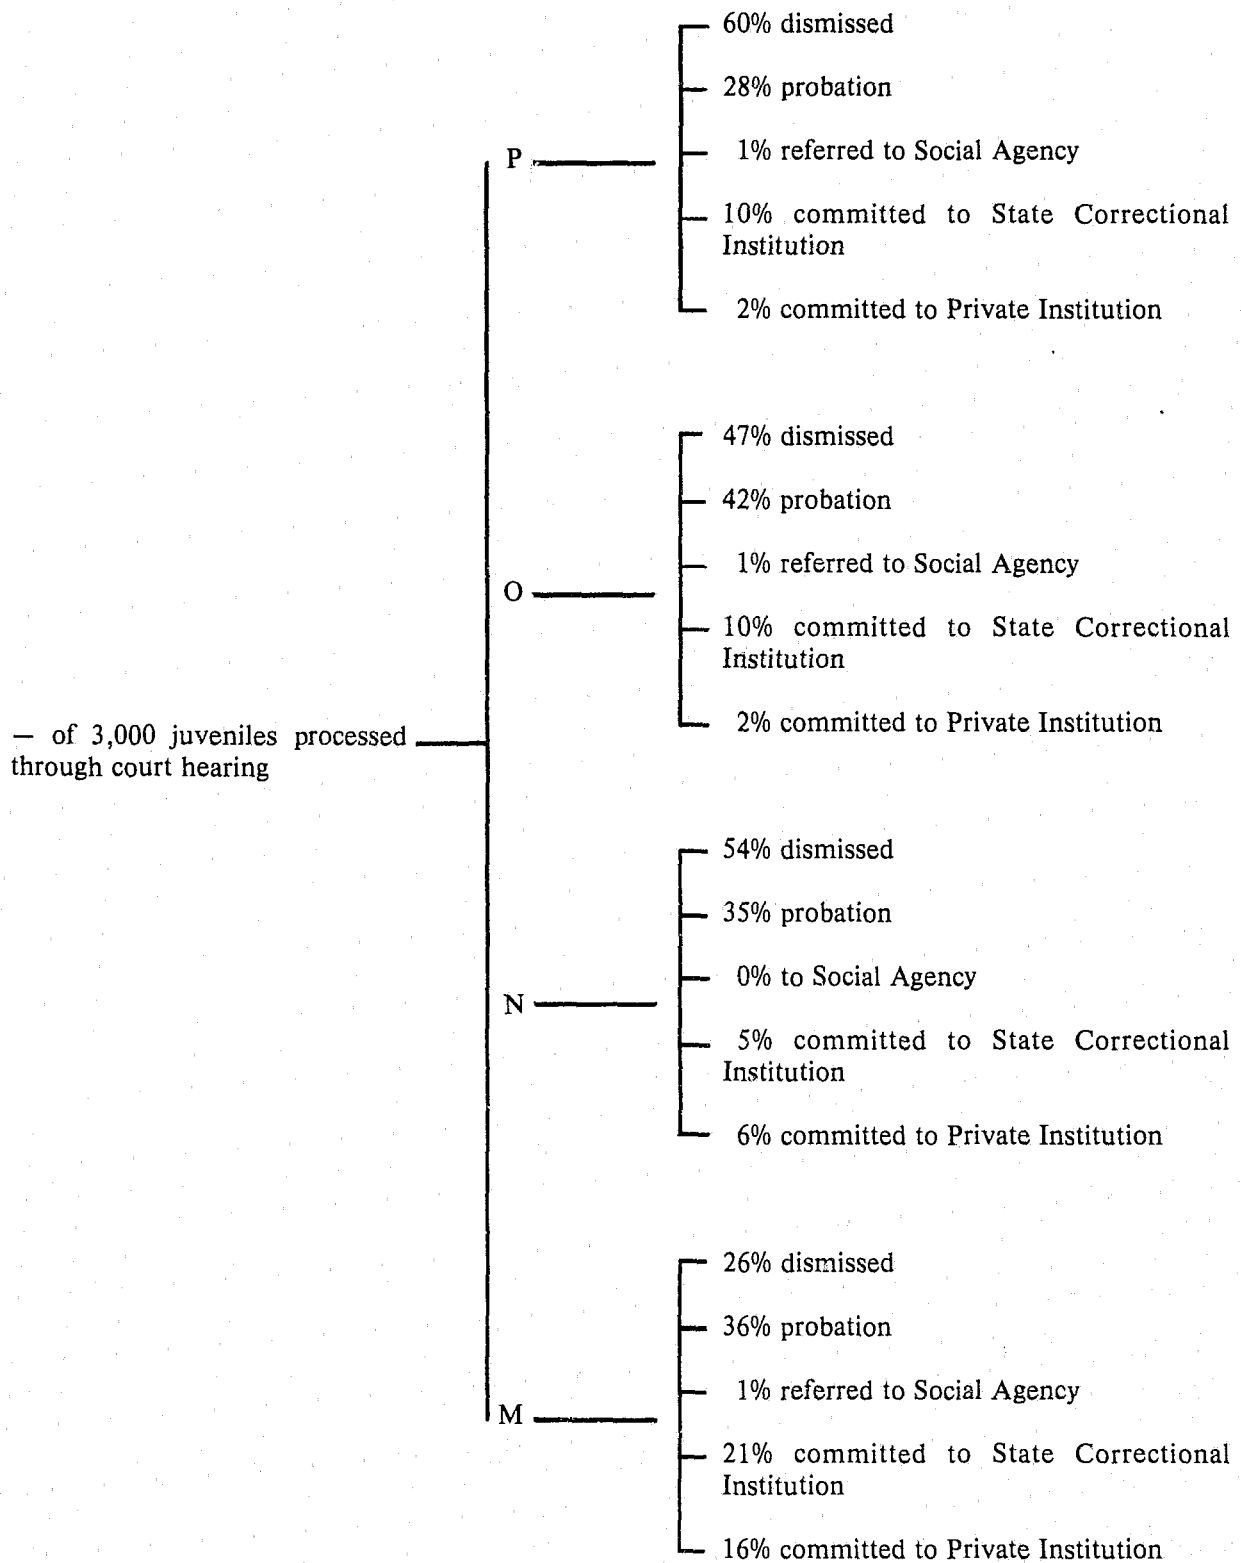 60% dismissed
28% probation
1% referred to Social Agency
P
10% committed to State Correctional
Institution
2% committed to Private Institution
47% dismissed
42% probation
1% referred to Social Agency
O
10% committed to State Correctional
Institution
2% committed to Private Institution
— of 3,000 juveniles processed
through court hearing
54% dismissed
35% probation
0% to Social Agency
N
5% committed to State Correctional
Institution
6% committed to Private Institution
26% dismissed
36% probation
1% referred to Social Agency
M
21% committed to State Correctional
Institution
16% committed to Private Institution